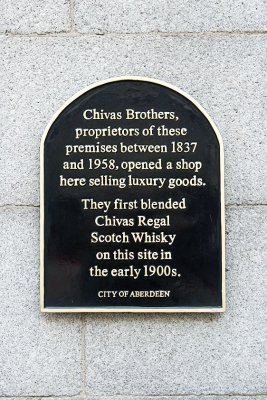 Chivas Brothers,
proprietors of these
premises between 1837
and 1958, opened a shop
here selling luxury goods.
They first blended
Chivas Regal
Scotch Whisky
on this site in
the early 1900s.
CITY OF ABERDEEN